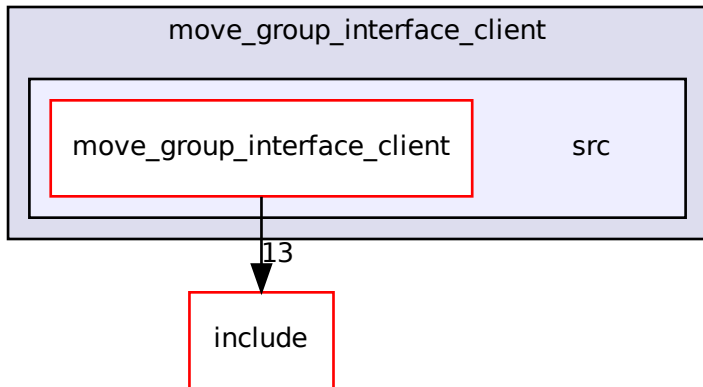 move_group_interface_client
move_group_interface_client
src
13
include